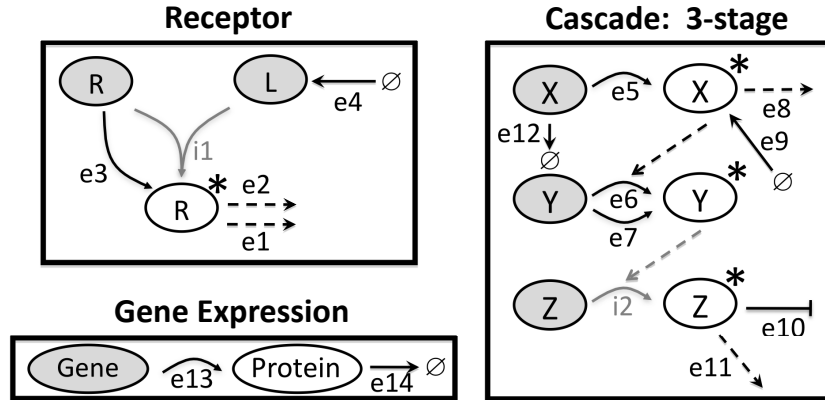 Receptor
R
L
∅
e4
i1
e3
R
*
e2
e1
Gene Expression
Gene
e13
Protein
e14
∅
Cascade: 3-stage
X
e5
X
*
e8
e12
∅
e9
∅
Y
e6
e7
Y
*
Z
i2
Z
*
e10
e11